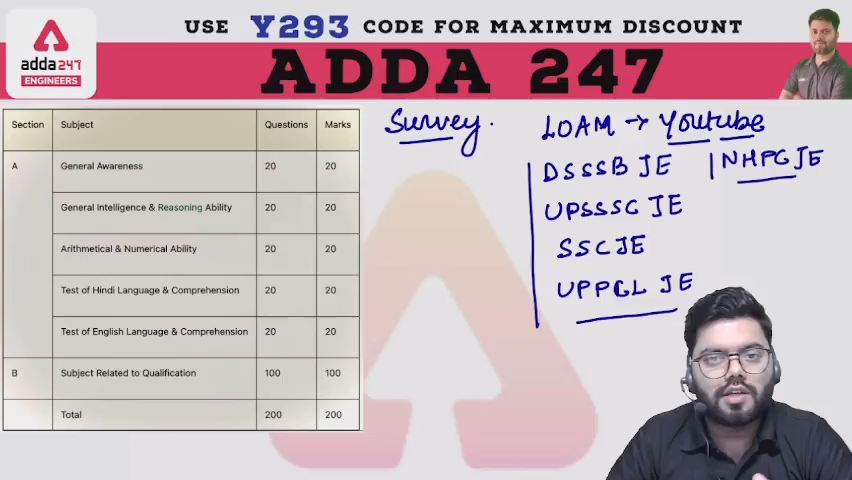 USE Y293 CODE FOR MAXIMUM DISCOUNT
adda247
ENGINEERS
ADDA 247
Section Subject Questions Marks
A General Awareness 20 20
General Intelligence & Reasoning Ability 20 20
Arithmetical & Numerical Ability 20 20
Test of Hindi Language & Comprehension 20 20
Test of English Language & Comprehension 20 20
B Subject Related to Qualification 100 100
Total 200 200
Survey.
10AM → Youtube
DSSSB JE
NHPC JE
UPSSSC JE
SSC JE
UPPCL JE